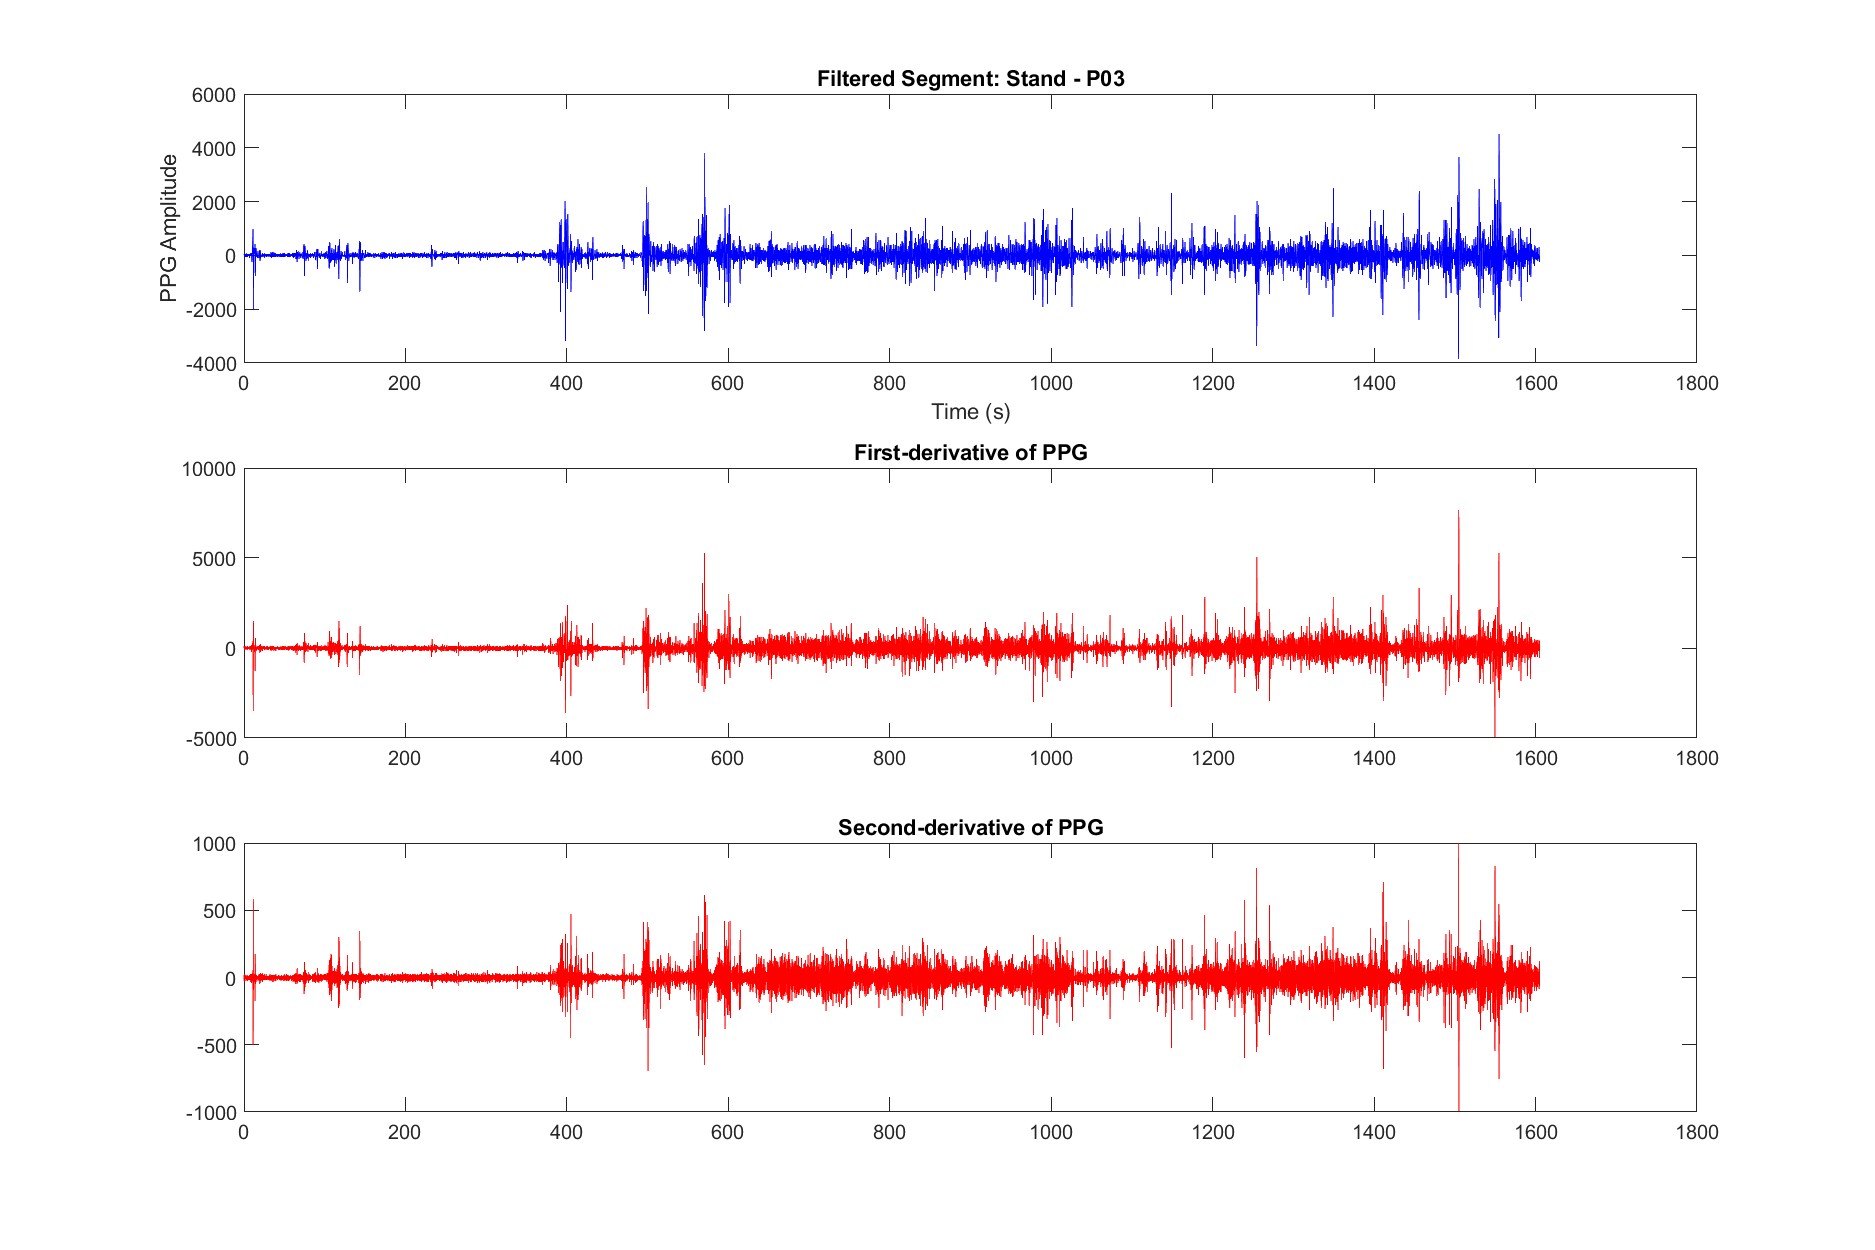 Filtered Segment: Stand - P03
6000
4000
2000
0
-2000
-4000
PPG Amplitude
0 200 400 600 800 1000 1200 1400 1600 1800
Time (s)
First-derivative of PPG
10000
5000
0
-5000
0 200 400 600 800 1000 1200 1400 1600 1800
Second-derivative of PPG
1000
500
0
-500
-1000
0 200 400 600 800 1000 1200 1400 1600 1800